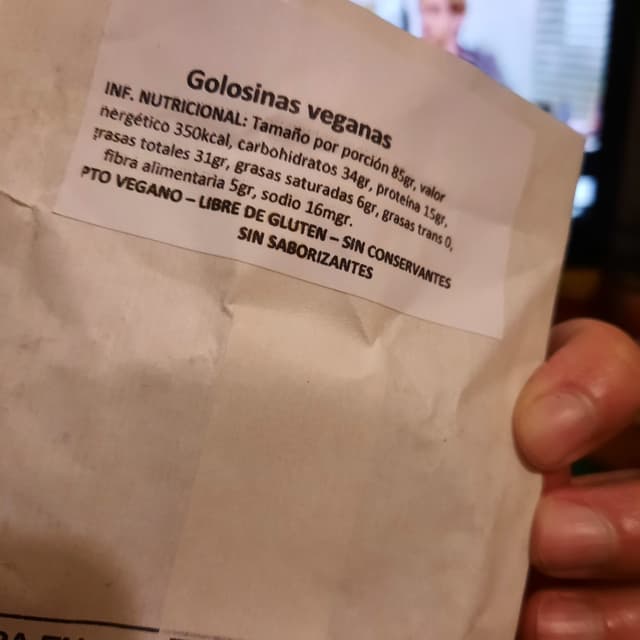 Golosinas veganas
INF. NUTRICIONAL: Tamaño por porción 85gr, valor
nergético 350kcal, carbohidratos 34gr, proteína 15gr,
grasas totales 31gr, grasas saturadas 6gr, grasas trans 0,
fibra alimentaria 5gr, sodio 16mgr.
PTO VEGANO – LIBRE DE GLUTEN – SIN CONSERVANTES
SIN SABORIZANTES